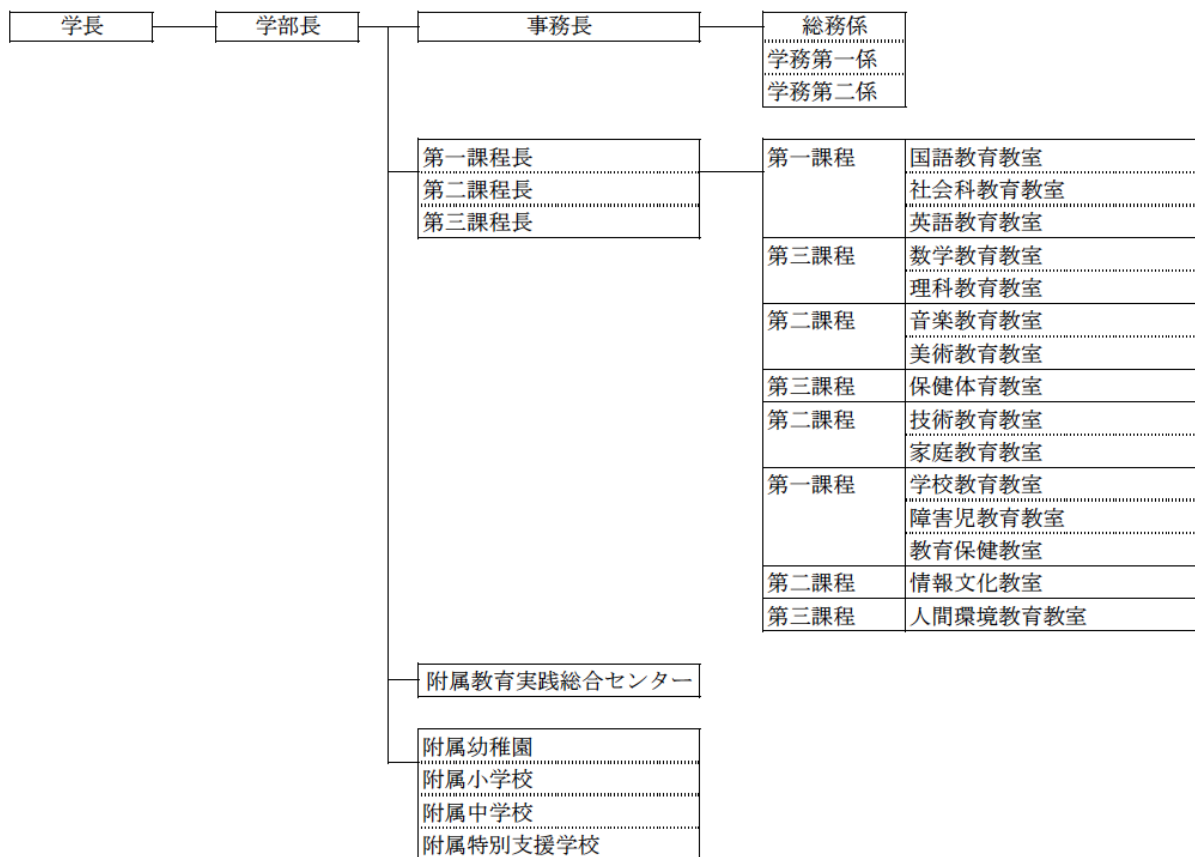 学長 学部長 事務長 総務係
学務第一係
学務第二係
第一課程長 第一課程 国語教育教室
第二課程長 社会科教育教室
第三課程長 英語教育教室
第三課程 数学教育教室
理科教育教室
第二課程 音楽教育教室
美術教育教室
第三課程 保健体育教室
第二課程 技術教育教室
家庭教育教室
第一課程 学校教育教室
障害児教育教室
教育保健教室
第二課程 情報文化教室
第三課程 人間環境教育教室
附属教育実践総合センター
附属幼稚園
附属小学校
附属中学校
附属特別支援学校